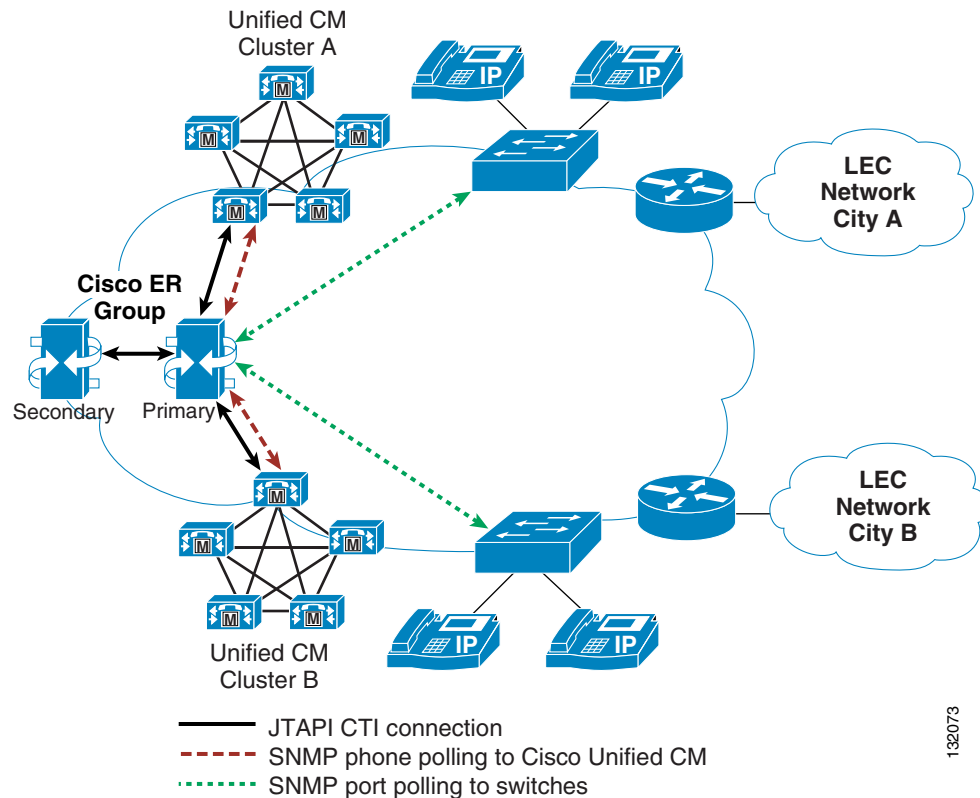 Unified CM
Cluster A
M
M
M
M
M
IP
IP
LEC
Network
City A
Cisco ER
Group
Secondary
Primary
LEC
Network
City B
M
M
M
M
M
Unified CM
Cluster B
IP
IP
JTAPI CTI connection
SNMP phone polling to Cisco Unified CM
SNMP port polling to switches
132073